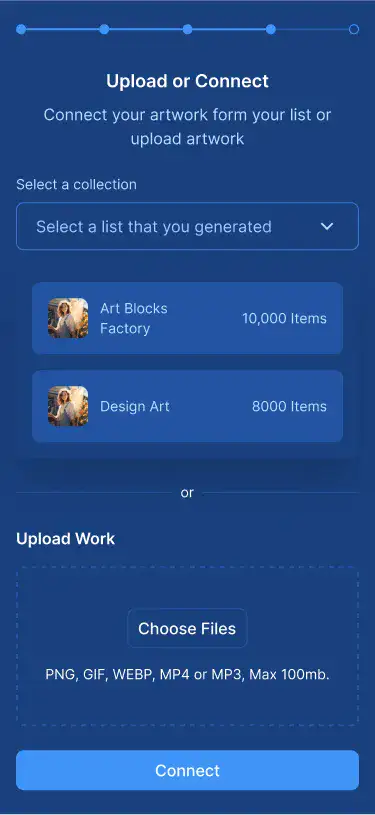 Upload or Connect
Connect your artwork form your list or
upload artwork
Select a collection
Select a list that you generated
Art Blocks
Factory
10,000 Items
Design Art
8000 Items
or
Upload Work
Choose Files
PNG, GIF, WEBP, MP4 or MP3, Max 100mb.
Connect